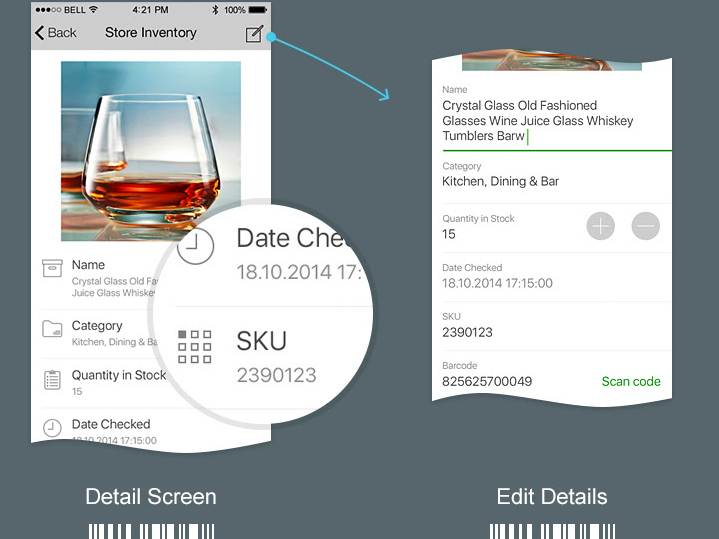 BELL
4:21 PM
100%
Back
Store Inventory
Name
Crystal Glass Old Fa
Juice Glass Whiskey
Category
Kitchen, Dining & Ba
Quantity in Stock
15
Date Checked
18.10.2014 17:15:00
Date Chec
18.10.2014 17:
SKU
2390123
Detail Screen
Name
Crystal Glass Old Fashioned
Glasses Wine Juice Glass Whiskey
Tumblers Barw
Category
Kitchen, Dining & Bar
Quantity in Stock
15
Date Checked
18.10.2014 17:15:00
SKU
2390123
Barcode
825625700049
Scan code
Edit Details